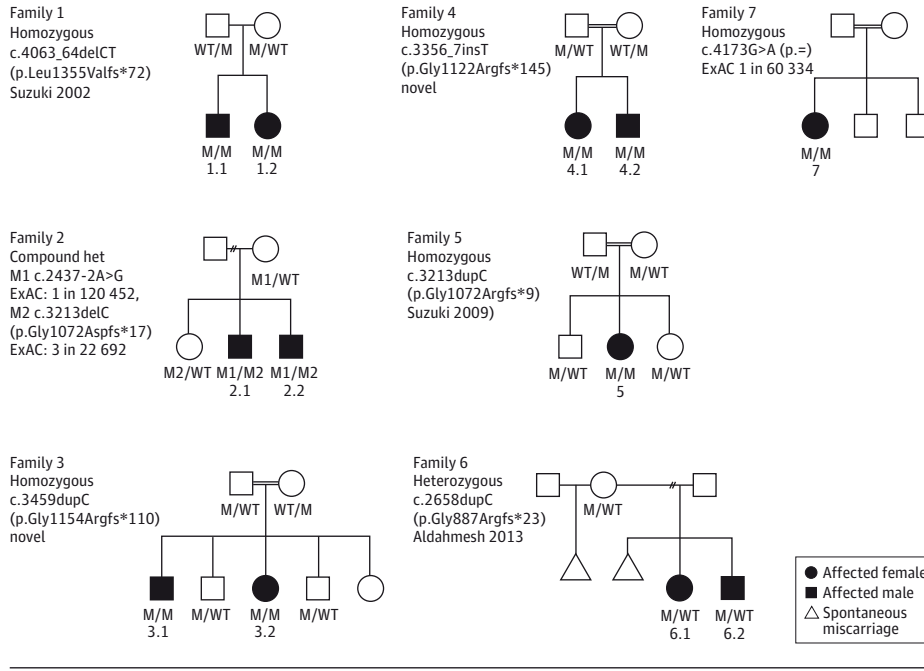 Family 1
Homozygous
c.4063_64delCT
(p.Leu1355Valfs*72)
Suzuki 2002
WT/M M/WT
M/M M/M
1.1 1.2
Family 4
Homozygous
c.3356_7insT
(p.Gly1122Argfs*145)
novel
M/WT WT/M
M/M M/M
4.1 4.2
Family 7
Homozygous
c.4173G>A (p.=)
ExAC 1 in 60 334
M/M
7
Family 2
Compound het
M1 c.2437-2A>G
ExAC: 1 in 120 452,
M2 c.3213delC
(p.Gly1072Aspfs*17)
ExAC: 3 in 22 692
M1/WT
M2/WT M1/M2 M1/M2
2.1 2.2
Family 5
Homozygous
c.3213dupC
(p.Gly1072Argfs*9)
Suzuki 2009)
WT/M M/WT
M/WT M/M M/WT
5
Family 3
Homozygous
c.3459dupC
(p.Gly1154Argfs*110)
novel
M/WT WT/M
M/M M/WT M/M M/WT
3.1 3.2
Family 6
Heterozygous
c.2658dupC
(p.Gly887Argfs*23)
Aldahmesh 2013
M/WT
M/WT M/WT
6.1 6.2
Affected female
Affected male
Spontaneous
miscarriage